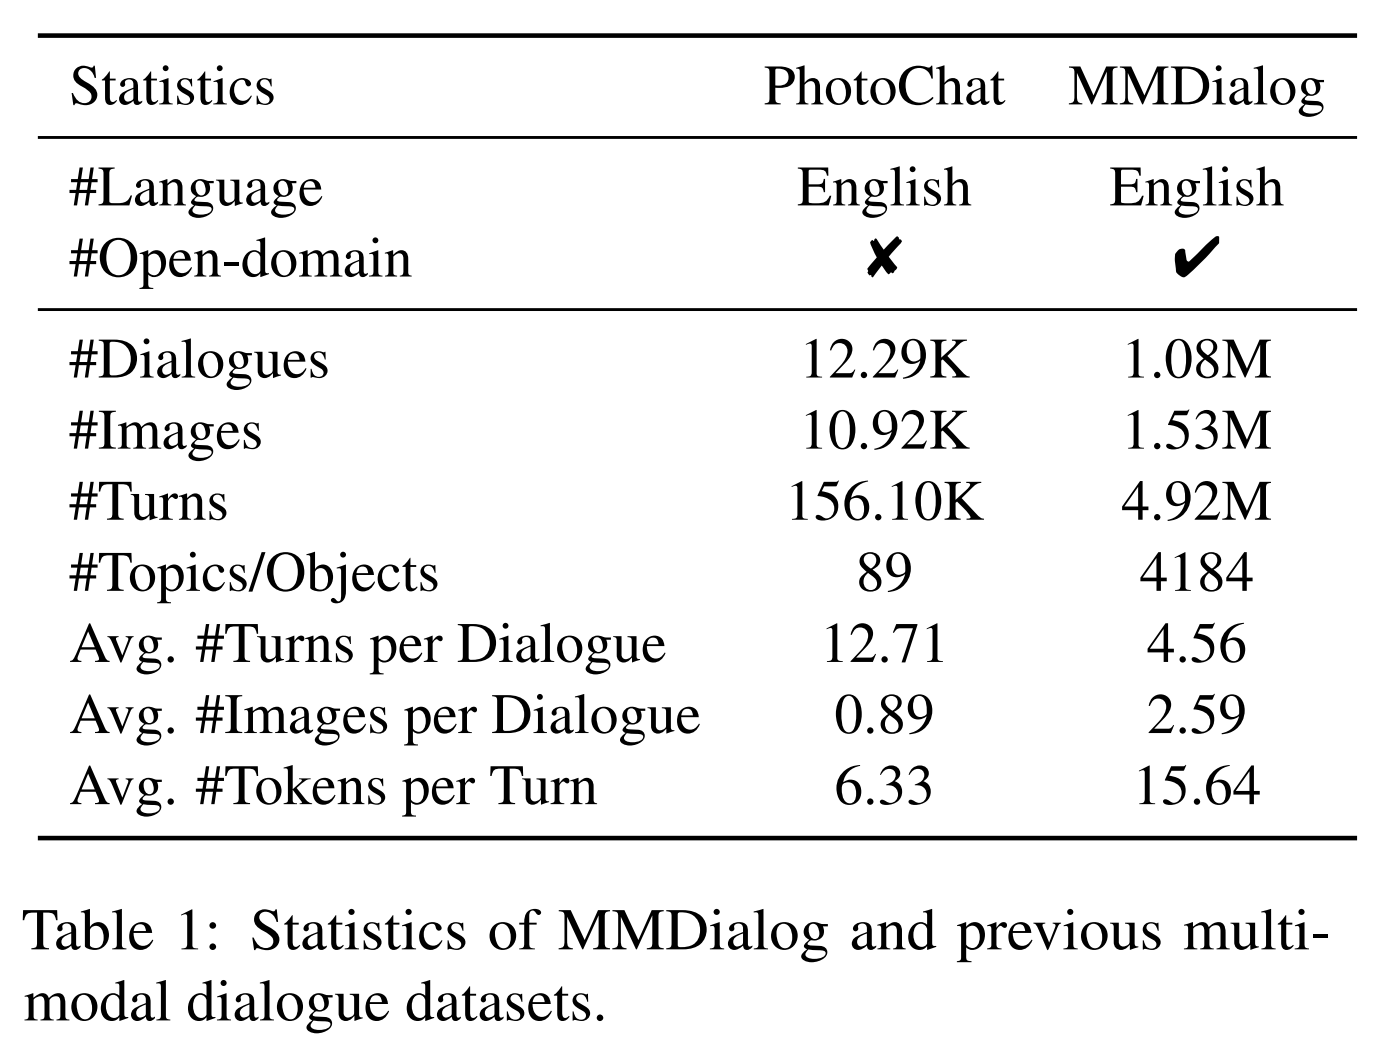 Statistics PhotoChat MMDialog
#Language English English
#Open-domain ✘ ✔
#Dialogues 12.29K 1.08M
#Images 10.92K 1.53M
#Turns 156.10K 4.92M
#Topics/Objects 89 4184
Avg. #Turns per Dialogue 12.71 4.56
Avg. #Images per Dialogue 0.89 2.59
Avg. #Tokens per Turn 6.33 15.64
Table 1: Statistics of MMDialog and previous multi-
modal dialogue datasets.